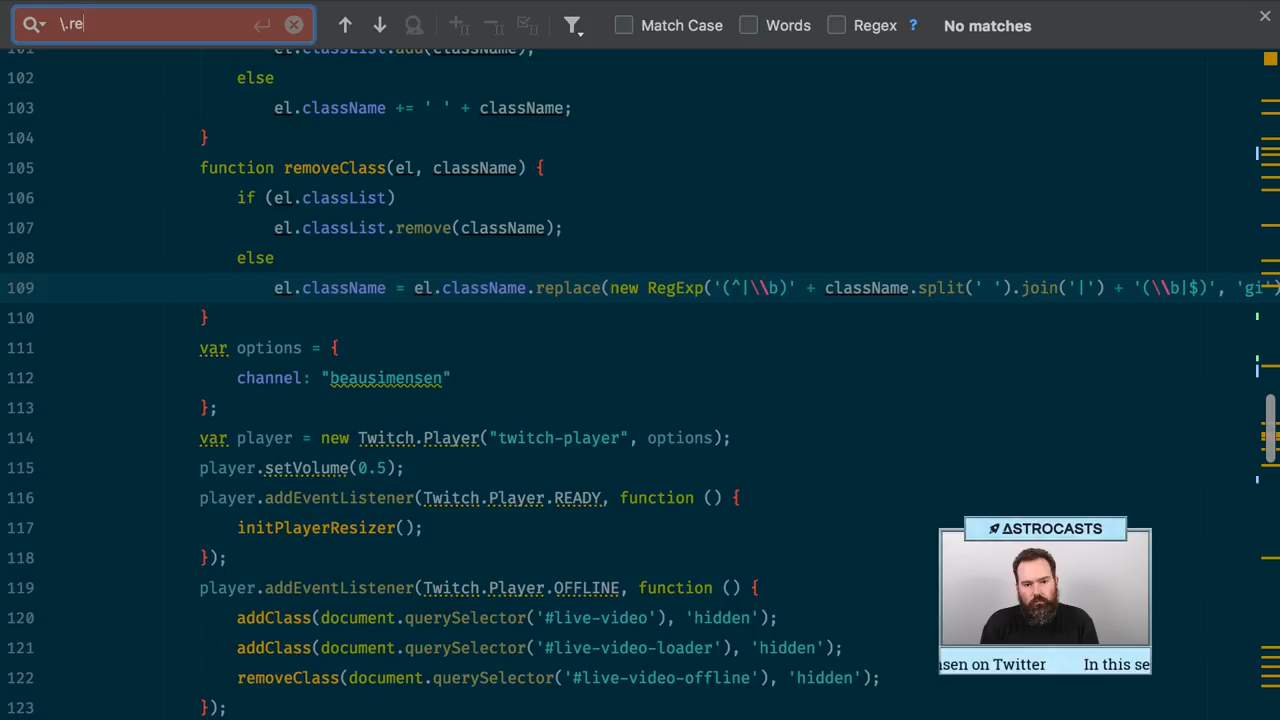 \.re
Match Case
Words
Regex
?
No matches
101 el.classList.add(className);
102 else
103 el.className += ' ' + className;
104 }
105 function removeClass(el, className) {
106 if (el.classList)
107 el.classList.remove(className);
108 else
109 el.className = el.className.replace(new RegExp('(^|\\b)' + className.split(' ').join('|') + '(\\b|$)', 'gi')
110 }
111 var options = {
112 channel: "beausimensen"
113 };
114 var player = new Twitch.Player("twitch-player", options);
115 player.setVolume(0.5);
116 player.addEventListener(Twitch.Player.READY, function () {
117 initPlayerResizer();
118 });
119 player.addEventListener(Twitch.Player.OFFLINE, function () {
120 addClass(document.querySelector('#live-video'), 'hidden');
121 addClass(document.querySelector('#live-video-loader'), 'hidden');
122 removeClass(document.querySelector('#live-video-offline'), 'hidden');
123 });
ΔSTROCASTS
nsen on Twitter In this se